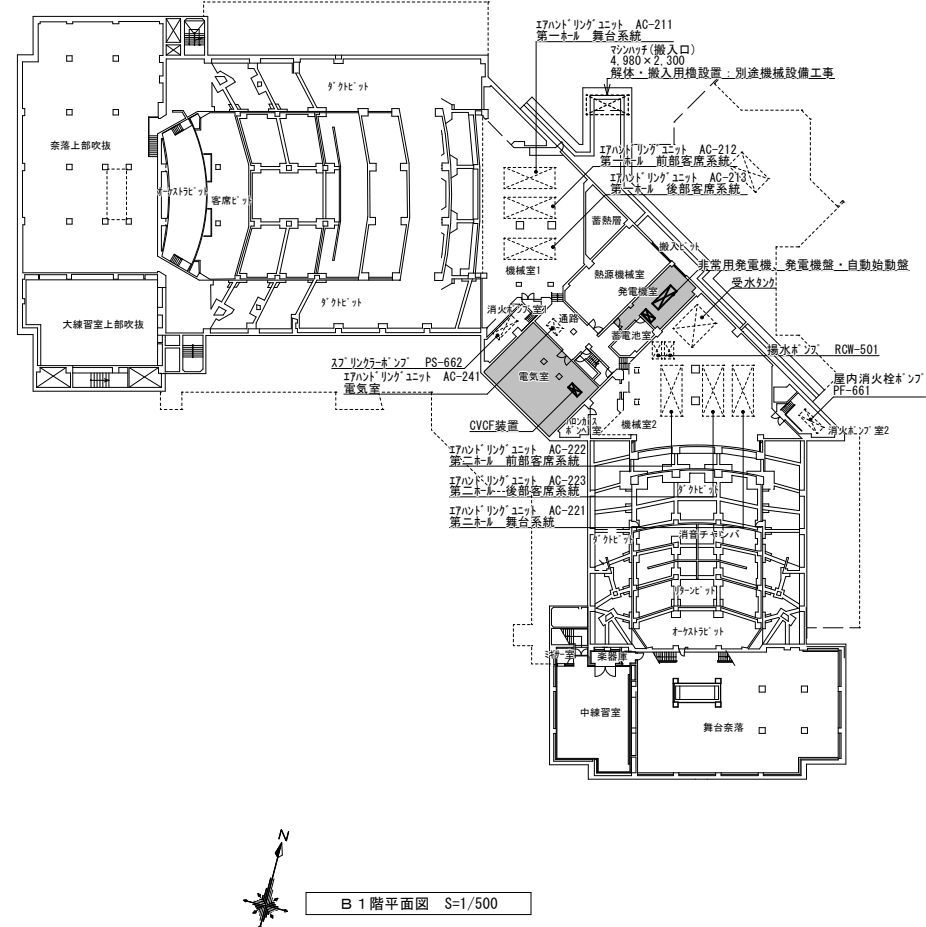 エアハンドリングユニット AC-211
第一ホール 舞台系統
マシンハッチ(搬入口)
4,980×2,300
解体・搬入用櫓設置：別途機械設備工事
ダクトピット
奈落上部吹抜
エアハンドリングユニット AC-212
第一ホール 前部客席系統
エアハンドリングユニット AC-213
第一ホール 後部客席系統
オーケストラピット
客席ピット
蓄熱層
搬入ピット
機械室1
熱源機械室
非常用発電機、発電機盤・自動始動盤
発電機室
受水タンク
ダクトピット
消火ポンプ室1
通路
大練習室上部吹抜
蓄電池室
揚水ポンプ RCW-501
スプリンクラーポンプ PS-662
エアハンドリングユニット AC-241
電気室
電気室
屋内消火栓ポンプ
PF-661
CVCF装置
ハロンガス
ボンベ室
機械室2
消火ポンプ室2
エアハンドリングユニット AC-222
第二ホール 前部客席系統
エアハンドリングユニット AC-223
第二ホール 後部客席系統
ダクトピット
エアハンドリングユニット AC-221
第二ホール 舞台系統
ダクトピット
消音チャンバ
リターンピット
オーケストラピット
ミキサー室
楽器庫
中練習室
舞台奈落
N
B1階平面図 S=1/500